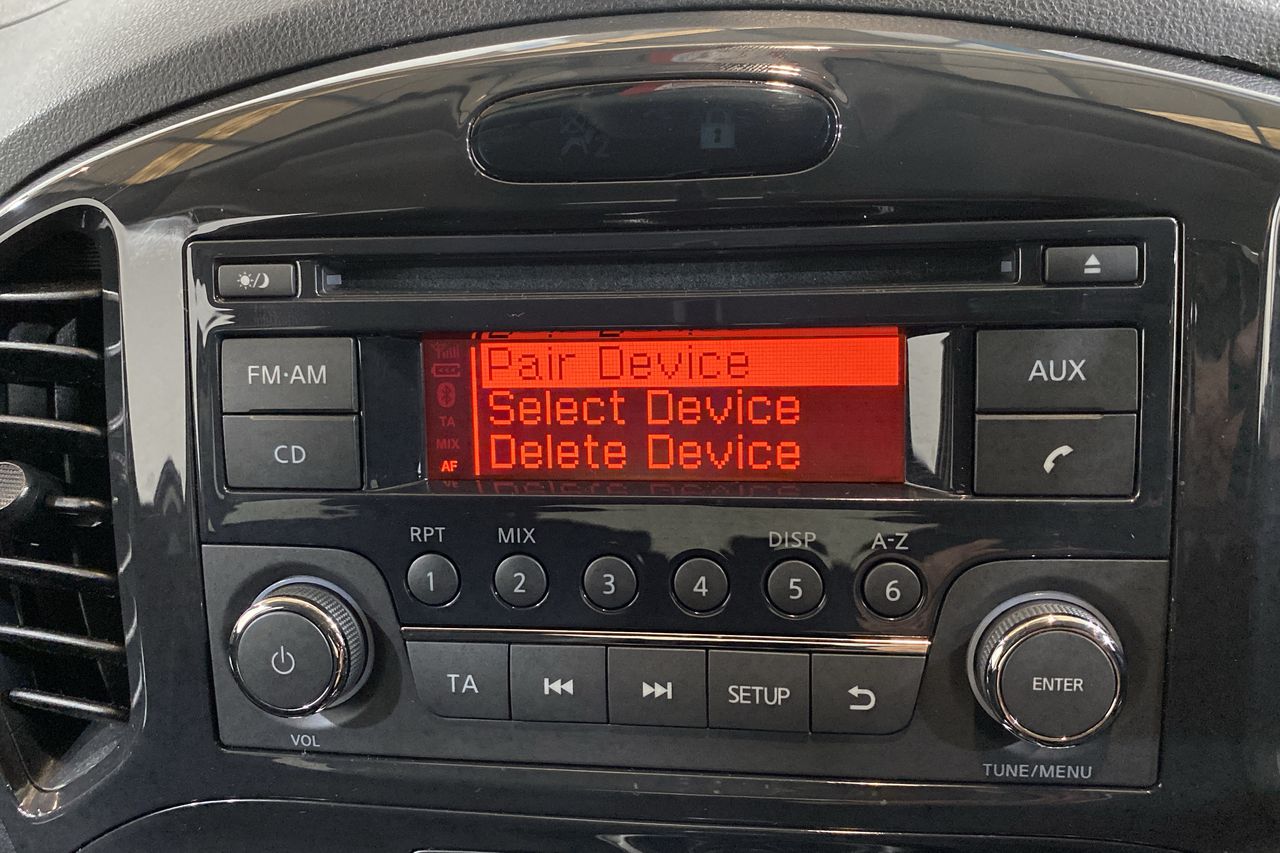 FM·AM
CD
Pair Device
Select Device
Delete Device
TA
MIX
AF
AUX
RPT
MIX
DISP
A-Z
1
2
3
4
5
6
VOL
TA
SETUP
ENTER
TUNE/MENU